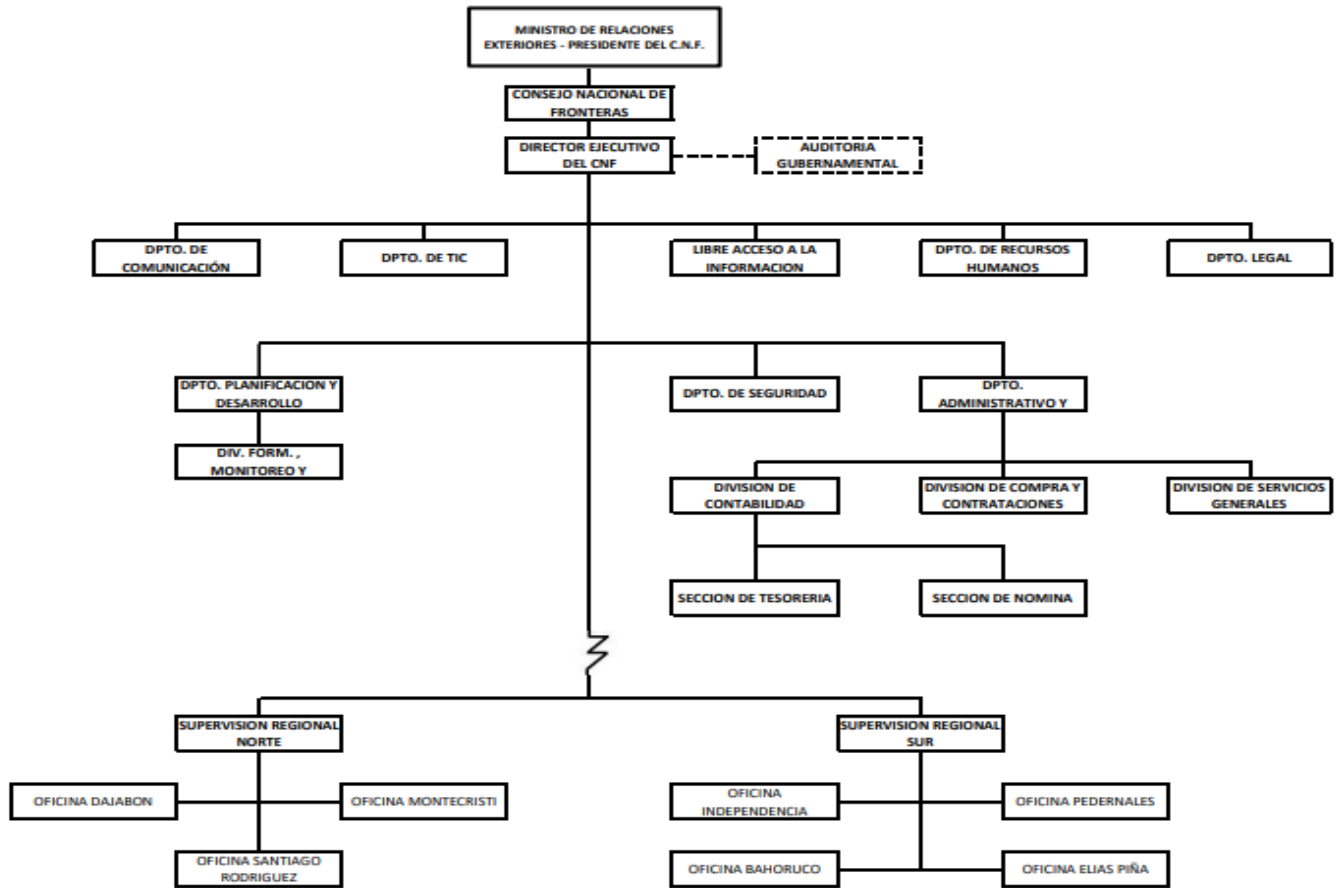 MINISTRO DE RELACIONES
EXTERIORES - PRESIDENTE DEL C.N.F.
CONSEJO NACIONAL DE
FRONTERAS
DIRECTOR EJECUTIVO
DEL CNF
AUDITORIA
GUBERNAMENTAL
DPTO. DE
COMUNICACIÓN
DPTO. DE TIC
LIBRE ACCESO A LA
INFORMACION
DPTO. DE RECURSOS
HUMANOS
DPTO. LEGAL
DPTO. PLANIFICACION Y
DESARROLLO
DPTO. DE SEGURIDAD
DPTO.
ADMINISTRATIVO Y
DIV. FORM. ,
MONITOREO Y
DIVISION DE
CONTABILIDAD
DIVISION DE COMPRA Y
CONTRATACIONES
DIVISION DE SERVICIOS
GENERALES
SECCION DE TESORERIA
SECCION DE NOMINA
SUPERVISION REGIONAL
NORTE
SUPERVISION REGIONAL
SUR
OFICINA DAJABON
OFICINA MONTECRISTI
OFICINA
INDEPENDENCIA
OFICINA PEDERNALES
OFICINA SANTIAGO
RODRIGUEZ
OFICINA BAHORUCO
OFICINA ELIAS PIÑA